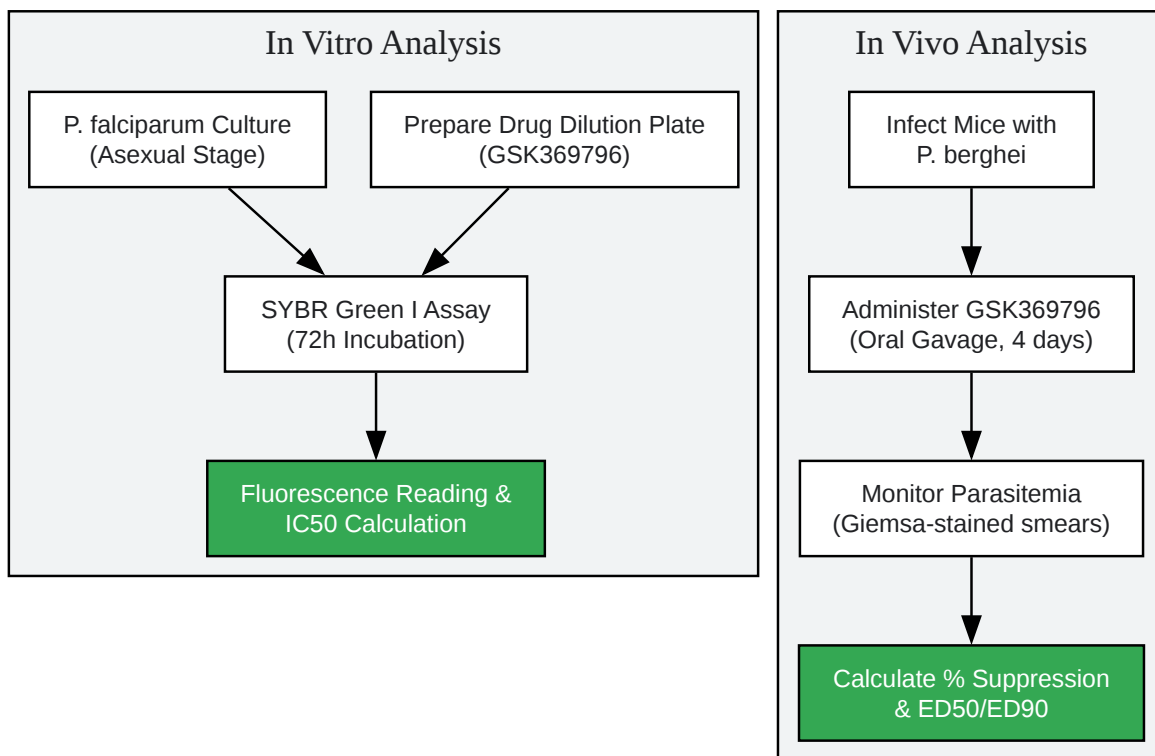 In Vitro Analysis
P. falciparum Culture
(Asexual Stage)
Prepare Drug Dilution Plate
(GSK369796)
SYBR Green I Assay
(72h Incubation)
Fluorescence Reading &
IC50 Calculation
In Vivo Analysis
Infect Mice with
P. berghei
Administer GSK369796
(Oral Gavage, 4 days)
Monitor Parasitemia
(Giemsa-stained smears)
Calculate % Suppression
& ED50/ED90